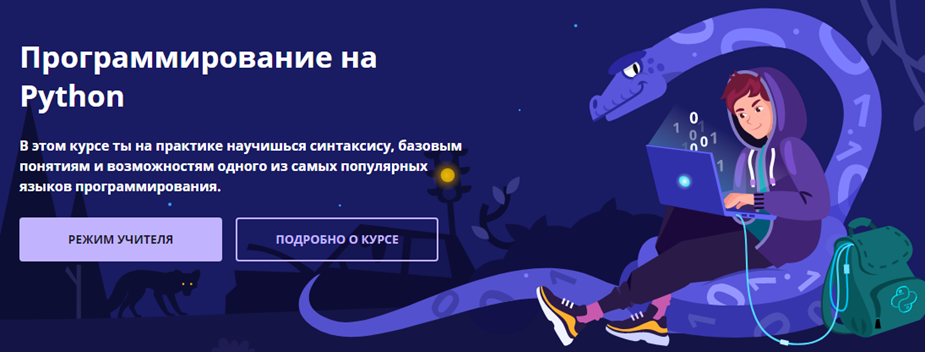 Программирование на
Python
В этом курсе ты на практике научишься синтаксису, базовым
понятиям и возможностям одного из самых популярных
языков программирования.
РЕЖИМ УЧИТЕЛЯ
ПОДРОБНО О КУРСЕ
0
1 0
1 0 0 1
0 1